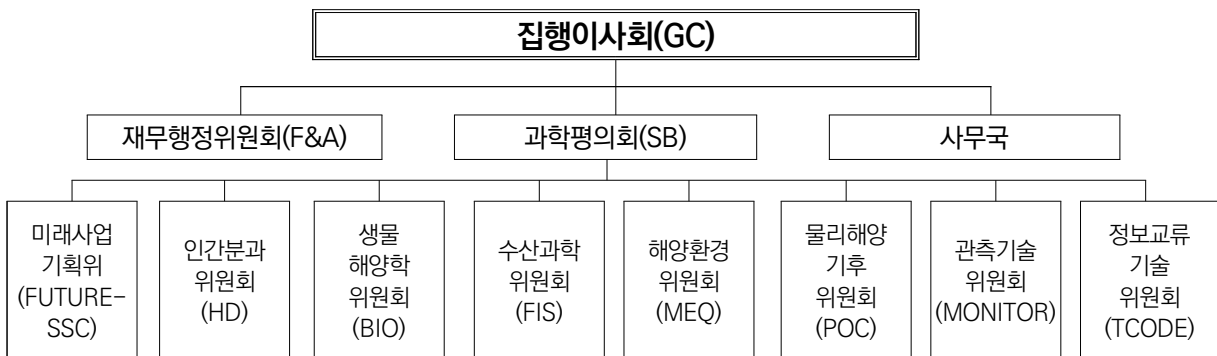 집행이사회(GC)
재무행정위원회(F&A)
과학평의회(SB)
사무국
미래사업
기획위
(FUTURE-
SSC)
인간분과
위원회
(HD)
생물
해양학
위원회
(BIO)
수산과학
위원회
(FIS)
해양환경
위원회
(MEQ)
물리해양
기후
위원회
(POC)
관측기술
위원회
(MONITOR)
정보교류
기술
위원회
(TCODE)